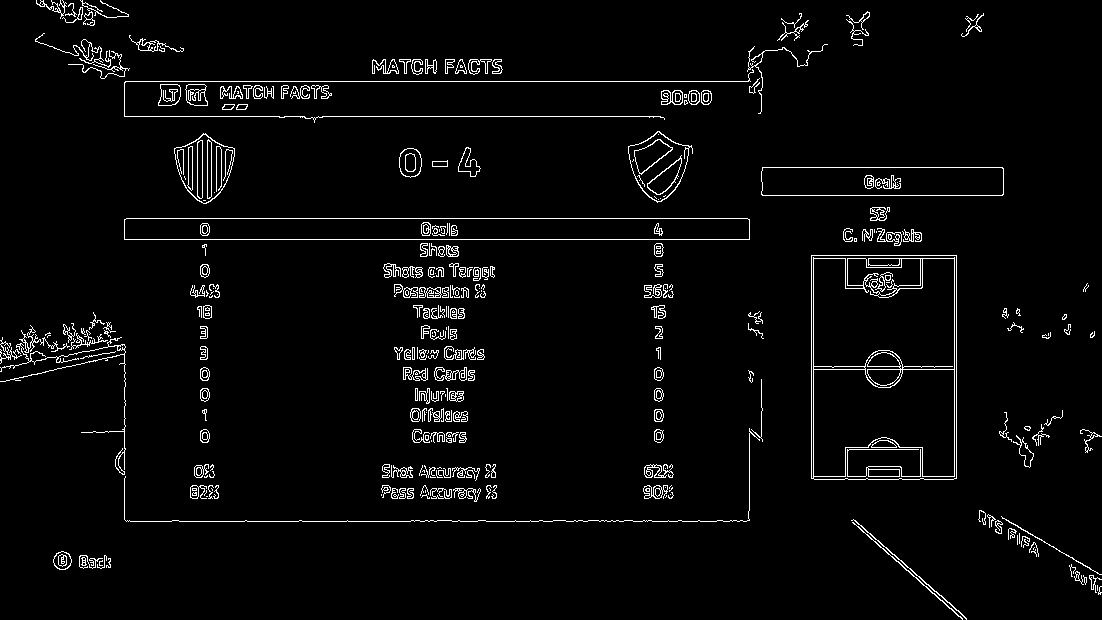 MATCH FACTS
LT RT MATCH FACTS 90:00
0 - 4
0 Goals 4
1 Shots 8
0 Shots on Target 5
44% Possession % 56%
18 Tackles 15
3 Fouls 2
3 Yellow Cards 1
0 Red Cards 0
0 Injuries 0
1 Offsides 0
0 Corners 0
0% Shot Accuracy % 62%
82% Pass Accuracy % 90%
Goals
53'
C. N'Zogbia
B Back
RTS FIFA
YouTu